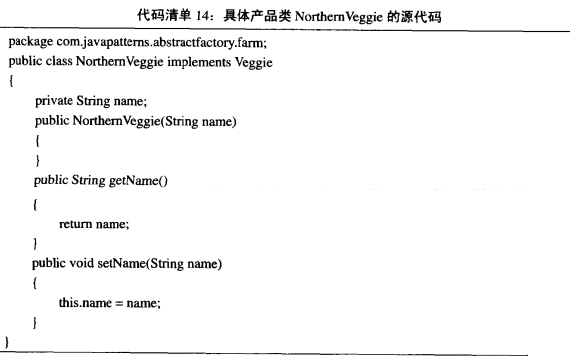 代码清单 14：具体产品类 NorthernVeggie 的源代码
package com.javapatterns.abstractfactory.farm;
public class NorthernVeggie implements Veggie
{
private String name;
public NorthernVeggie(String name)
{
}
public String getName()
{
return name;
}
public void setName(String name)
{
this.name = name;
}
}